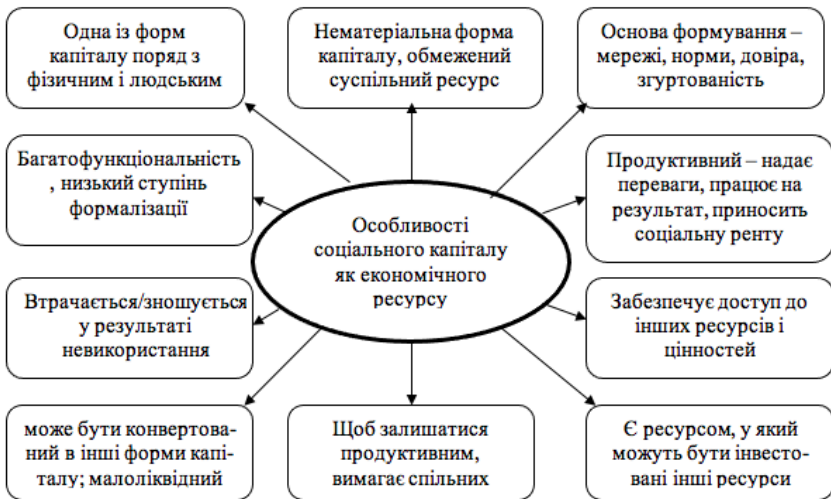 Одна із форм
капіталу поряд з
фізичним і людським
Нематеріальна форма
капіталу, обмежений
суспільний ресурс
Основа формування –
мережі, норми, довіра,
згуртованість
Багатофункціональність
, низький ступінь
формалізації
Продуктивний – надає
переваги, працює на
результат, приносить
соціальну ренту
Особливості
соціального капіталу
як економічного
ресурсу
Втрачається/зношується
у результаті
невикористання
Забезпечує доступ до
інших ресурсів і
цінностей
може бути конвертова-
ний в інші форми капі-
талу; малоліквідний
Щоб залишатися
продуктивним,
вимагає спільних
Є ресурсом, у який
можуть бути інвесто-
вані інші ресурси